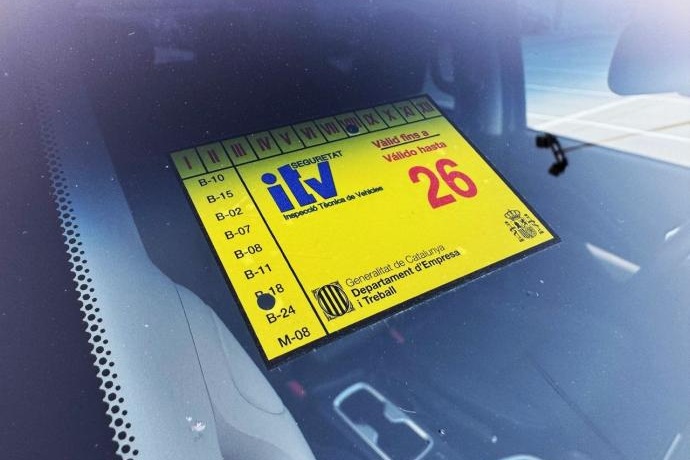 I II III IV V VI VII VIII IX X XI XII
B-10
B-15
B-02
B-07
B-08
B-11
B-18
B-24
M-08
SEGURETAT
itv
Inspecció Tècnica de Vehicles
Vàlid fins a
Válido hasta
26
Generalitat de Catalunya
Departament d'Empresa
i Treball